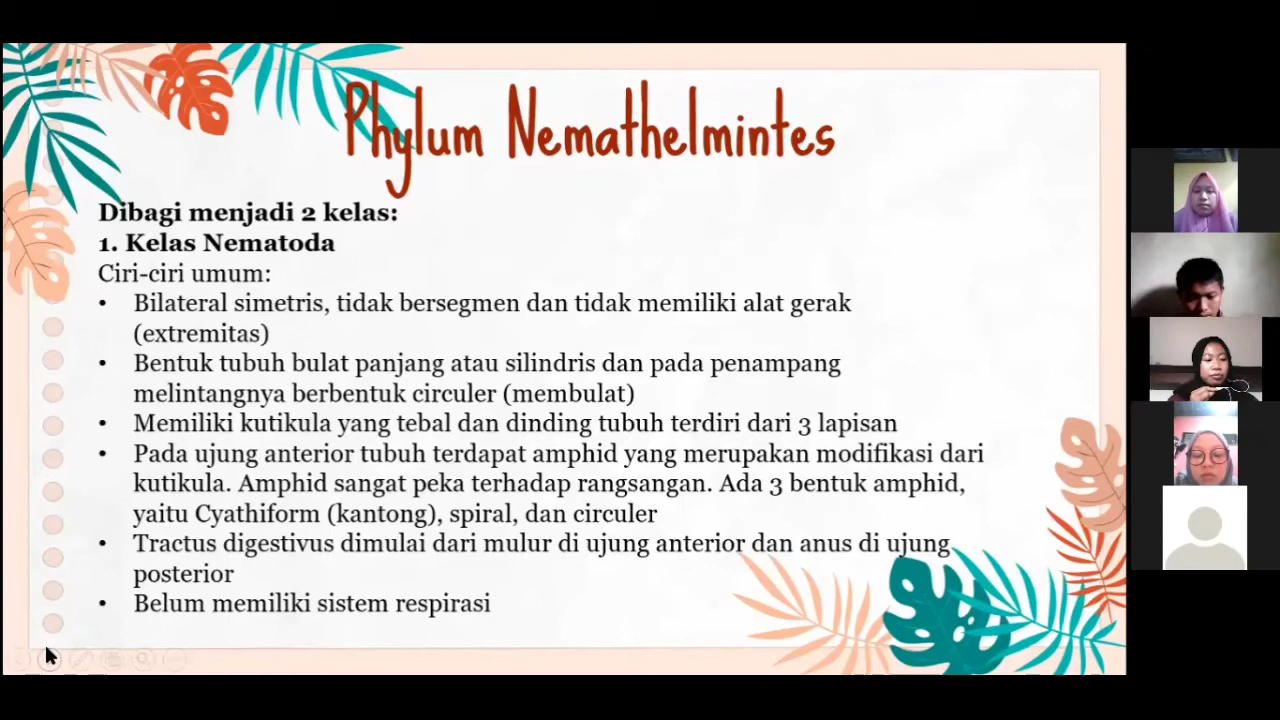 Phylum Nemathelmintes
Dibagi menjadi 2 kelas:
1. Kelas Nematoda
Ciri-ciri umum:
• Bilateral simetris, tidak bersegmen dan tidak memiliki alat gerak
(extremitas)
• Bentuk tubuh bulat panjang atau silindris dan pada penampang
melintangnya berbentuk circuler (membulat)
• Memiliki kutikula yang tebal dan dinding tubuh terdiri dari 3 lapisan
• Pada ujung anterior tubuh terdapat amphid yang merupakan modifikasi dari
kutikula. Amphid sangat peka terhadap rangsangan. Ada 3 bentuk amphid,
yaitu Cyathiform (kantong), spiral, dan circuler
• Tractus digestivus dimulai dari mulur di ujung anterior dan anus di ujung
posterior
• Belum memiliki sistem respirasi